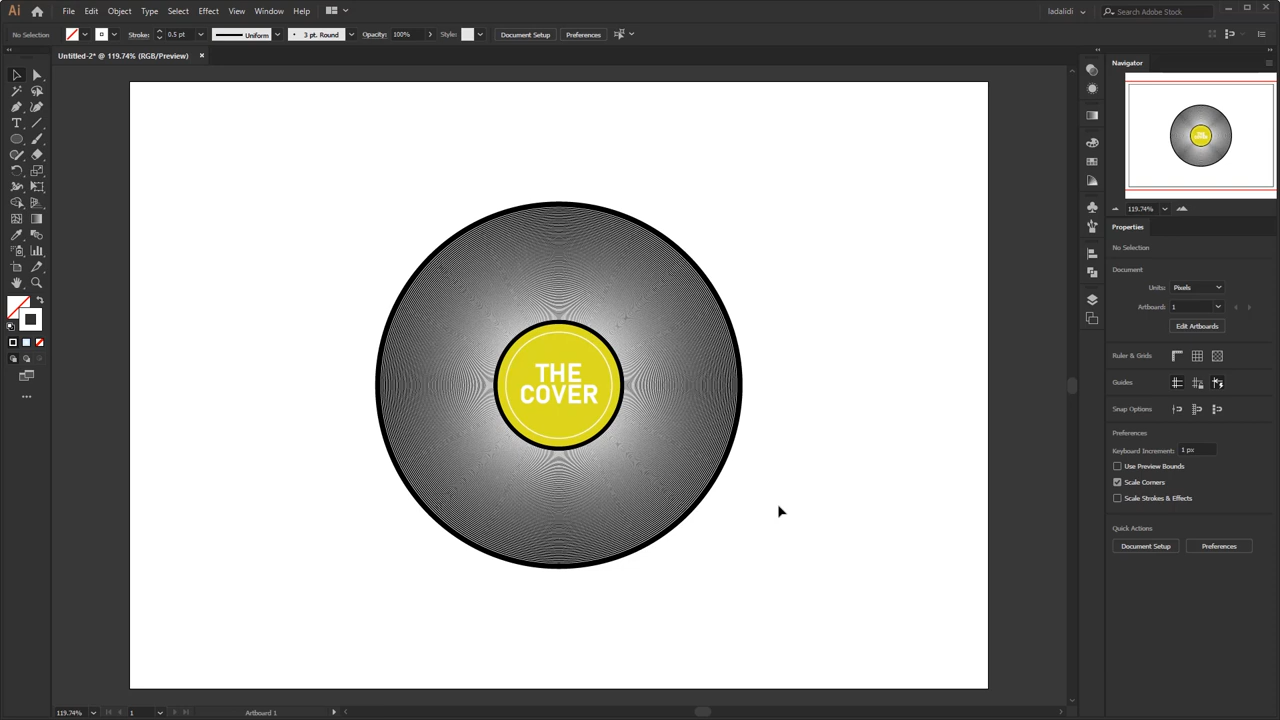 Ai File Edit Object Type Select Effect View Window Help ladalidi Search Adobe Stock
No Selection Stroke: 0.5 pt Uniform 3 pt. Round Opacity: 100% Style: Document Setup Preferences
Untitled-2* @ 119.74% (RGB/Preview) ×
THE
COVER
119.74% 1 Artboard 1
Navigator
THE
COVER
119.74%
Properties
No Selection
Document
Units: Pixels
Artboard: 1
Edit Artboards
Ruler & Grids
Guides
Snap Options
Preferences
Keyboard Increment: 1 px
Use Preview Bounds
Scale Corners
Scale Strokes & Effects
Quick Actions
Document Setup Preferences